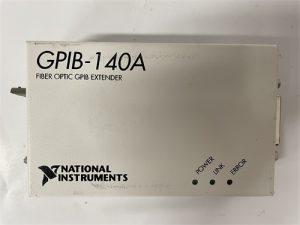 GPIB-140A
FIBER OPTIC GPIB EXTENDER
POWER
LINK
ERROR
NATIONAL
INSTRUMENTS